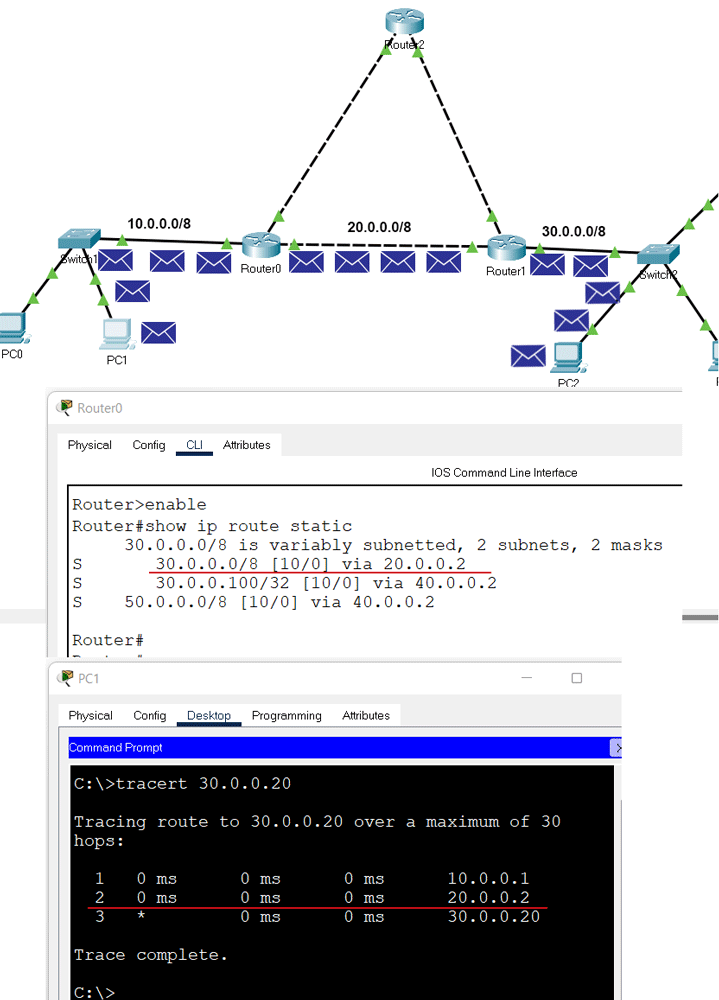 Router2
10.0.0.0/8
20.0.0.0/8
30.0.0.0/8
Switch1
Router0
Router1
Switch2
PC0
PC1
PC2
Router0
Physical Config CLI Attributes
IOS Command Line Interface
Router>enable
Router#show ip route static
30.0.0.0/8 is variably subnetted, 2 subnets, 2 masks
S 30.0.0.0/8 [10/0] via 20.0.0.2
S 30.0.0.100/32 [10/0] via 40.0.0.2
S 50.0.0.0/8 [10/0] via 40.0.0.2
Router#
PC1
Physical Config Desktop Programming Attributes
Command Prompt X
C:\>tracert 30.0.0.20
Tracing route to 30.0.0.20 over a maximum of 30
hops:
1 0 ms 0 ms 0 ms 10.0.0.1
2 0 ms 0 ms 0 ms 20.0.0.2
3 * 0 ms 0 ms 30.0.0.20
Trace complete.
C:\>